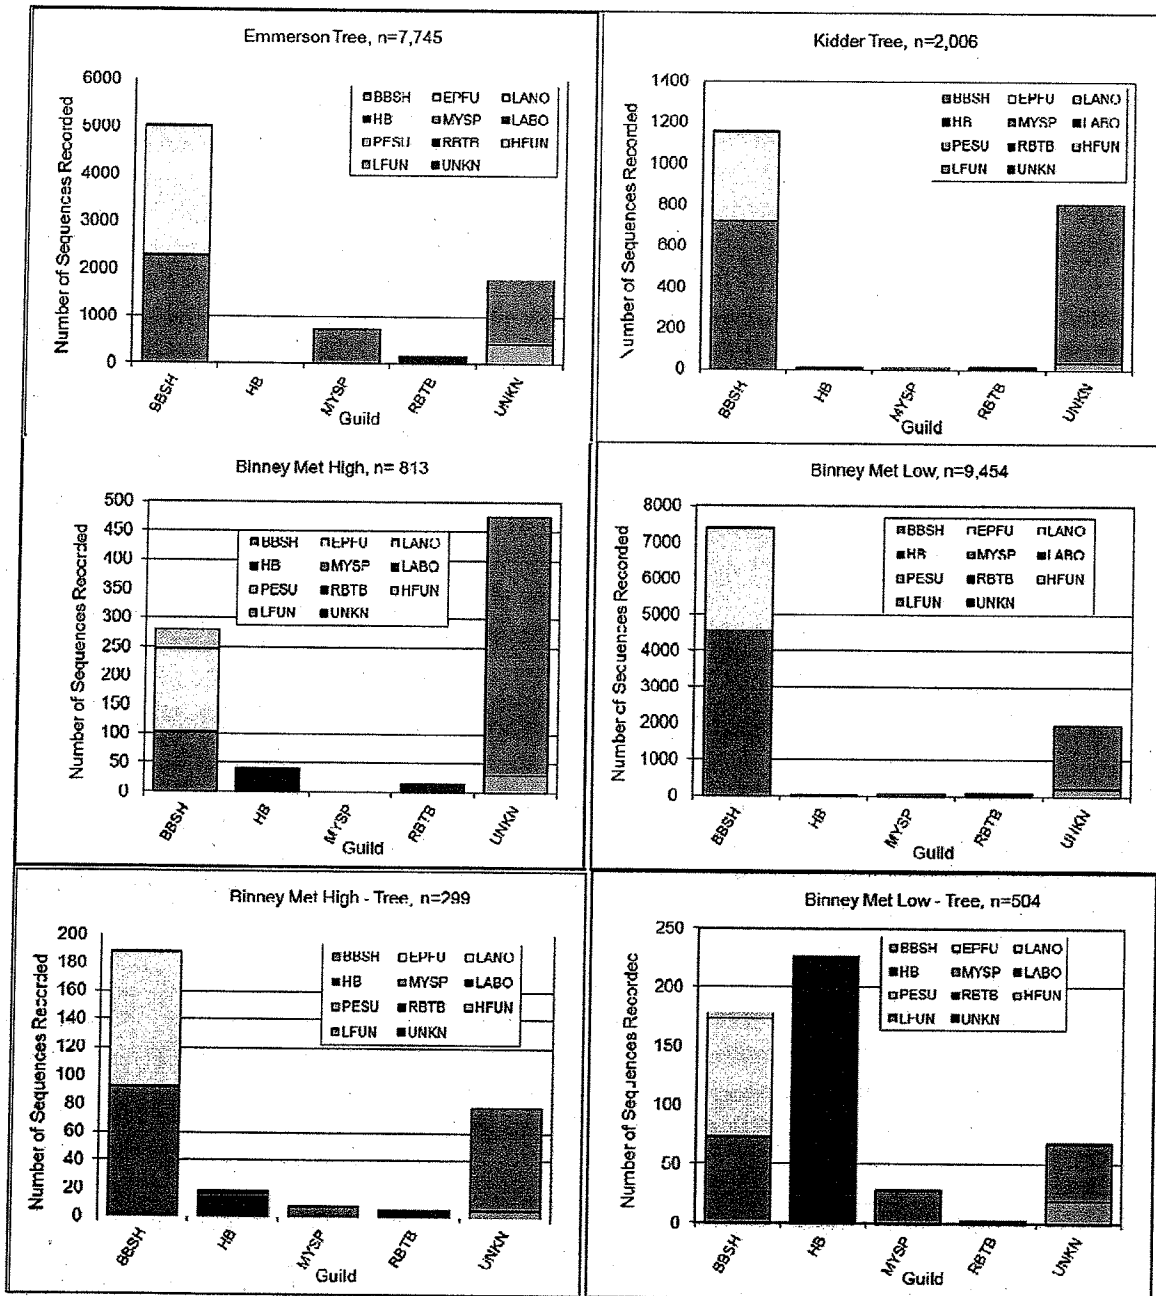 Emmerson Tree, n=7,745
Number of Sequences Recorded
6000
5000
4000
3000
2000
1000
0
BBSH EPFU LANO
HB MYSP LABO
PESU RBTB HFUN
LFUN UNKN
BBSH HB MYSP RBTB UNKN
Guild
Kidder Tree, n=2,006
Number of Sequences Recorded
1400
1200
1000
800
600
400
200
0
BBSH EPFU LANO
HB MYSP LABO
PESU RBTB HFUN
LFUN UNKN
BBSH HB MYSP RBTB UNKN
Guild
Binney Met High, n= 813
Number of Sequences Recorded
500
450
400
350
300
250
200
150
100
50
0
BBSH EPFU LANO
HB MYSP LABO
PESU RBTB HFUN
LFUN UNKN
BBSH HB MYSP RBTB UNKN
Guild
Binney Met Low, n=9,454
Number of Sequences Recorded
8000
7000
6000
5000
4000
3000
2000
1000
0
BBSH EPFU LANO
HB MYSP LABO
PESU RBTB HFUN
LFUN UNKN
BBSH HB MYSP RBTB UNKN
Guild
Binney Met High - Tree, n=299
Number of Sequences Recorded
200
180
160
140
120
100
80
60
40
20
0
BBSH EPFU LANO
HB MYSP LABO
PESU RBTB HFUN
LFUN UNKN
BBSH HB MYSP RBTB UNKN
Guild
Binney Met Low - Tree, n=504
Number of Sequences Recorded
250
200
150
100
50
0
BBSH EPFU LANO
HB MYSP LABO
PESU RBTB HFUN
LFUN UNKN
BBSH HB MYSP RBTB UNKN
Guild